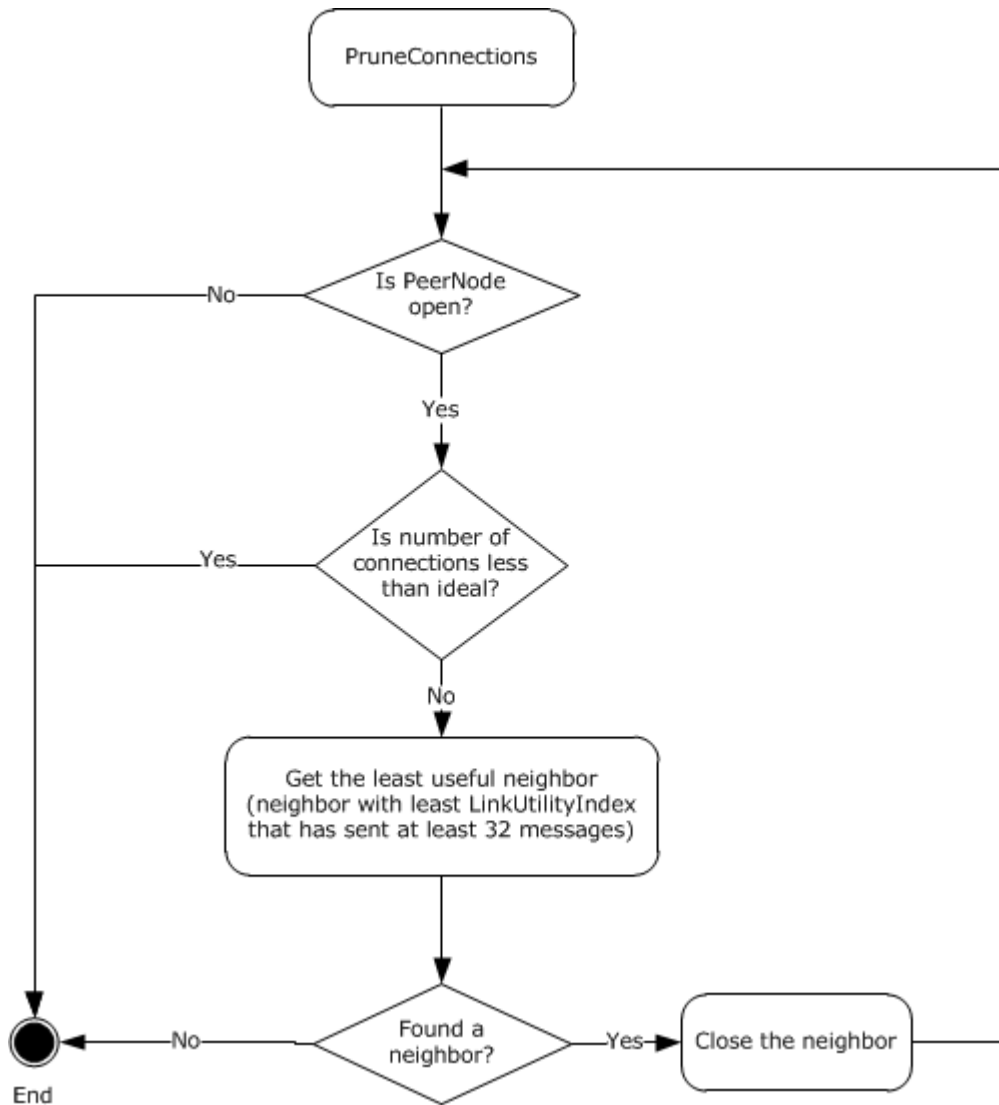 PruneConnections
Is PeerNode
open?
No
Yes
Is number of
connections less
than ideal?
Yes
No
Get the least useful neighbor
(neighbor with least LinkUtilityIndex
that has sent at least 32 messages)
Found a
neighbor?
No
Yes
Close the neighbor
End